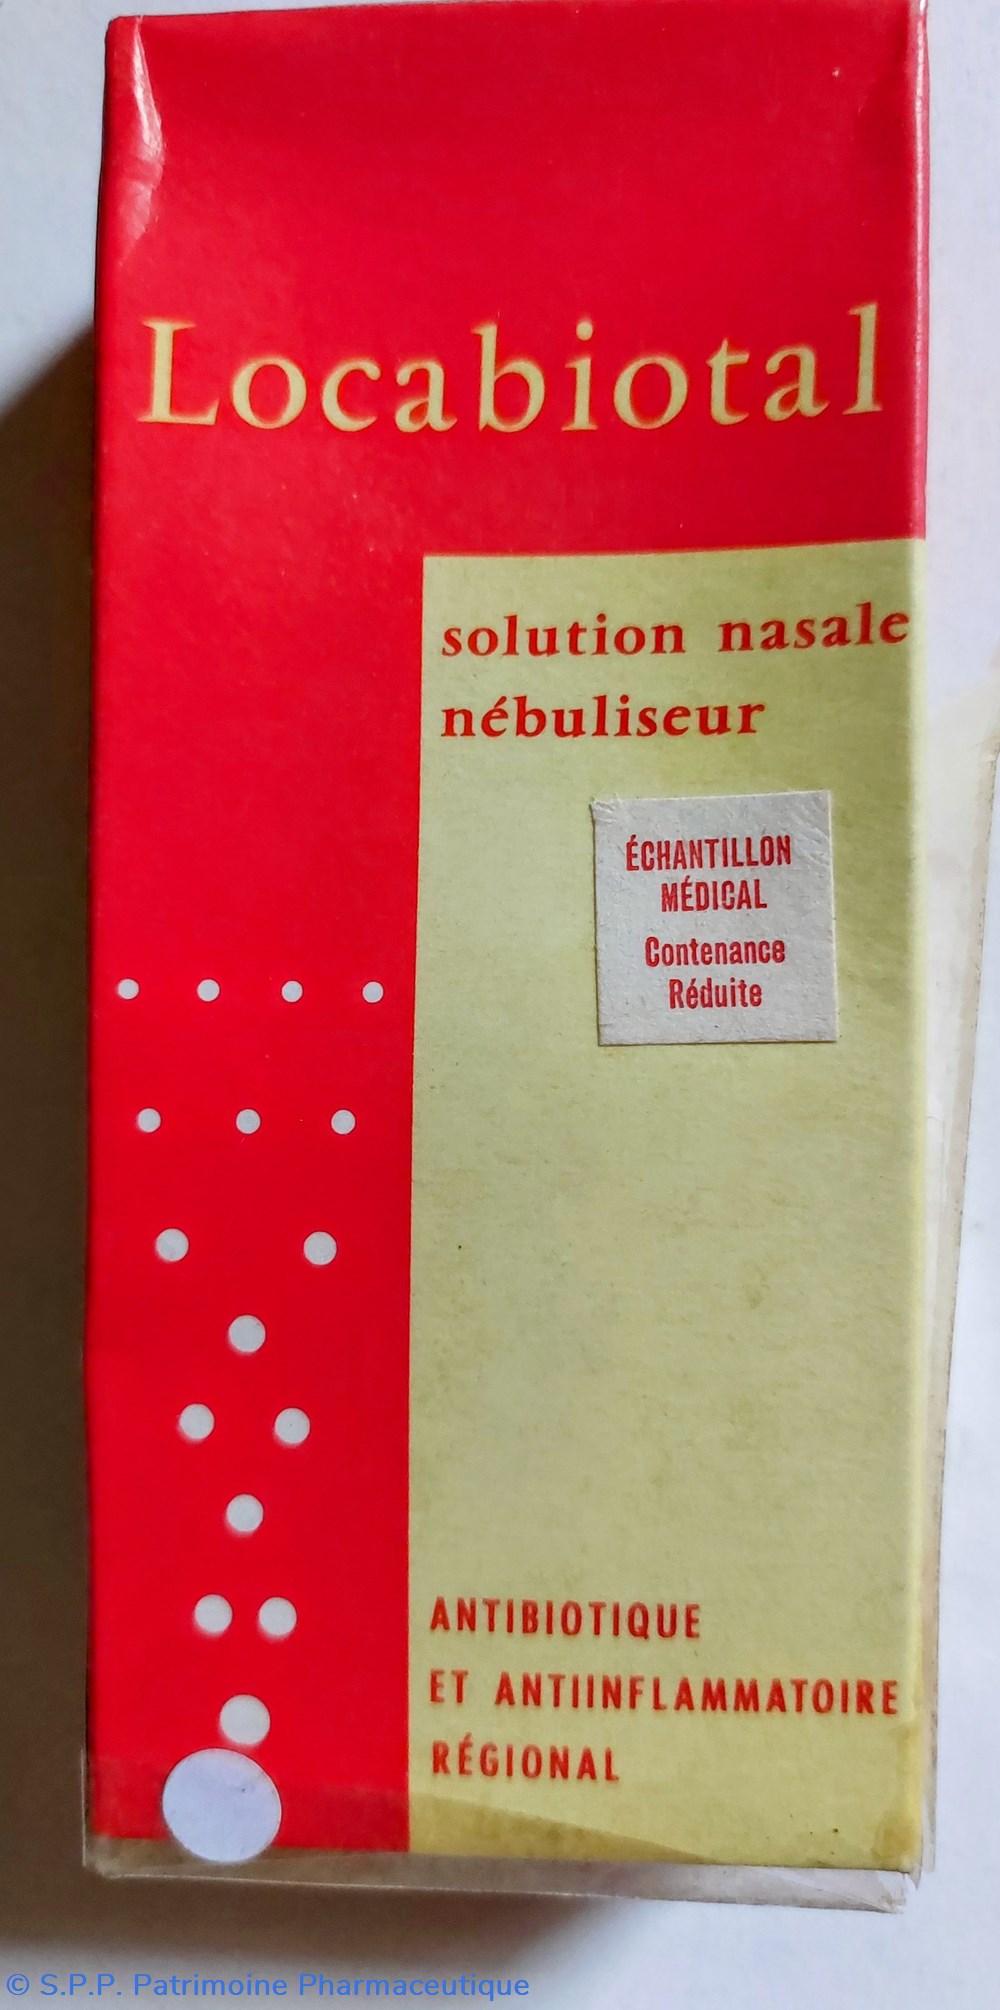 Locabiotal
solution nasale
nébuliseur
ÉCHANTILLON
MÉDICAL
Contenance
Réduite
ANTIBIOTIQUE
ET ANTIINFLAMMATOIRE
RÉGIONAL
© S.P.P. Patrimoine Pharmaceutique